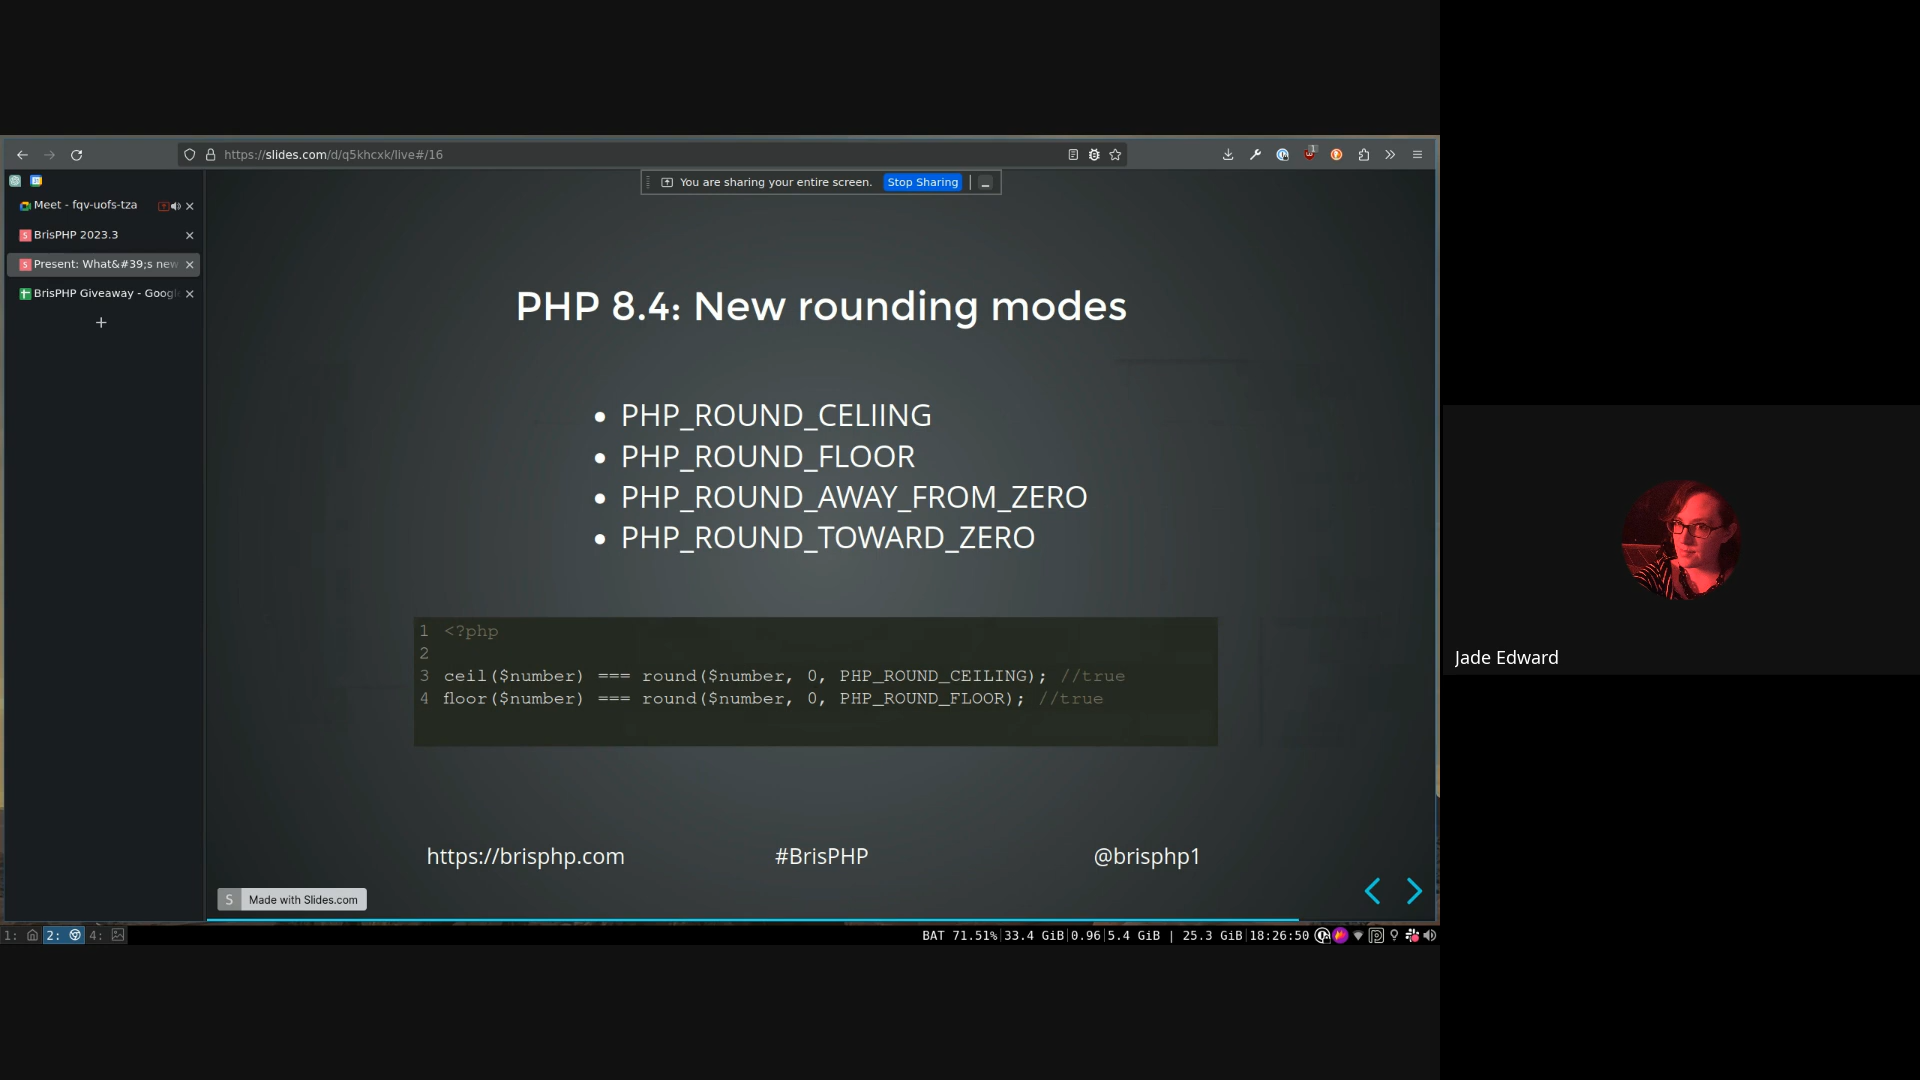 https://slides.com/d/q5khcxk/live#/16
You are sharing your entire screen. Stop Sharing
Meet - fqv-uofs-tza
BrisPHP 2023.3
Present: What&#39;s new
BrisPHP Giveaway - Google
PHP 8.4: New rounding modes
• PHP_ROUND_CELIING
• PHP_ROUND_FLOOR
• PHP_ROUND_AWAY_FROM_ZERO
• PHP_ROUND_TOWARD_ZERO
1 <?php
2
3 ceil($number) === round($number, 0, PHP_ROUND_CEILING); //true
4 floor($number) === round($number, 0, PHP_ROUND_FLOOR); //true
Jade Edward
https://brisphp.com #BrisPHP @brisphp1
S Made with Slides.com
1: 2: 4: BAT 71.51%|33.4 GiB|0.96|5.4 GiB | 25.3 GiB|18:26:50